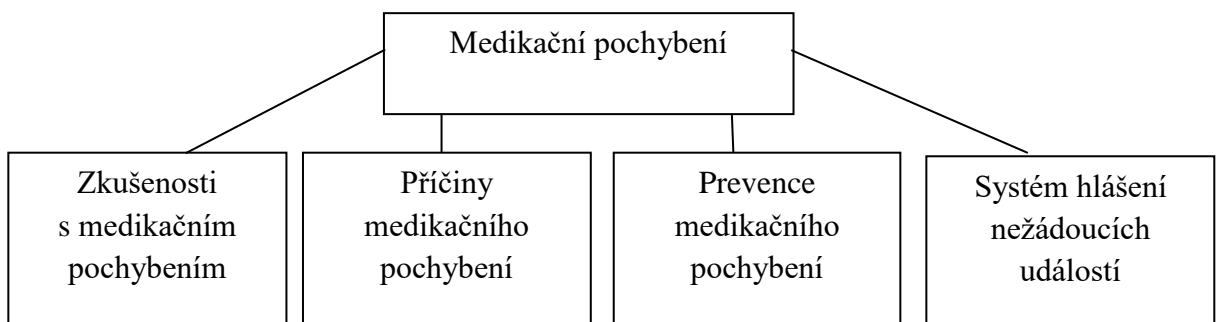 Medikační pochybení
Zkušenosti
s medikačním
pochybením
Příčiny
medikačního
pochybení
Prevence
medikačního
pochybení
Systém hlášení
nežádoucích
událostí